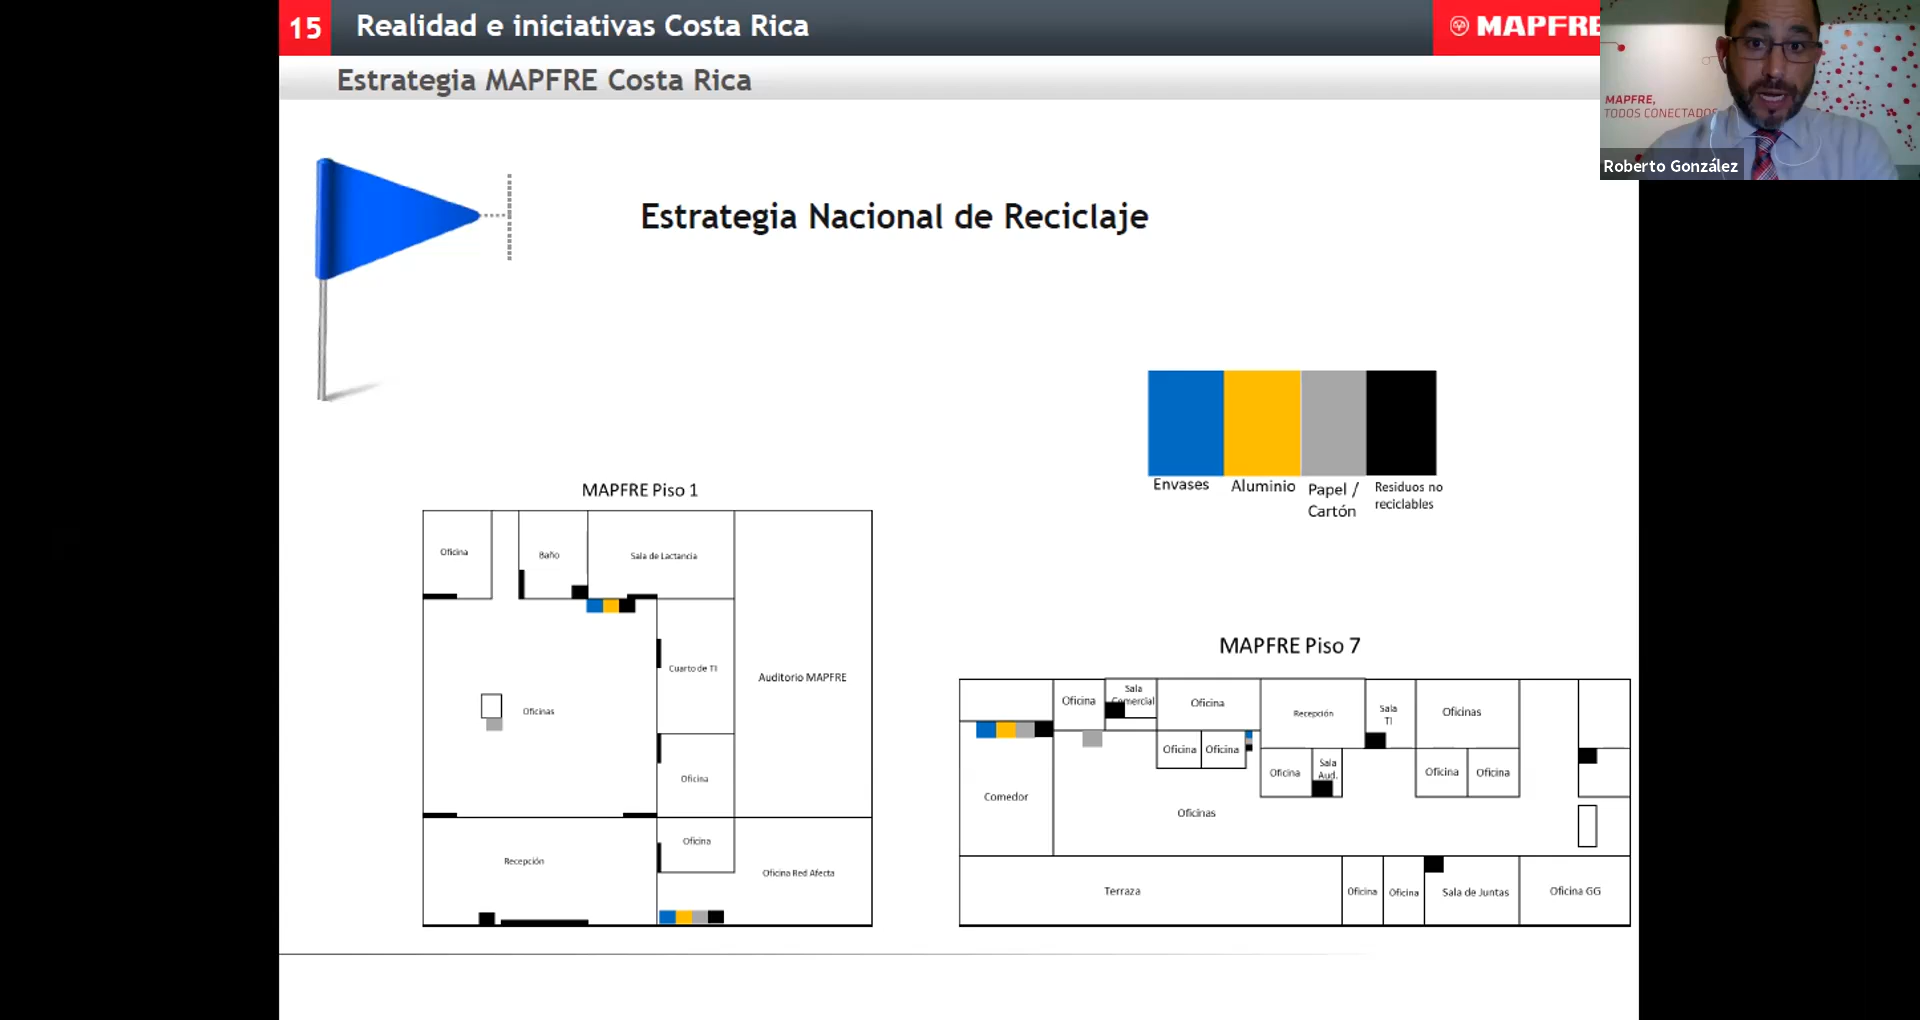 15
Realidad e iniciativas Costa Rica
MAPFRE
Estrategia MAPFRE Costa Rica
MAPFRE,
TODOS CONECTADOS
Roberto González
Estrategia Nacional de Reciclaje
Envases
Aluminio
Papel /
Cartón
Residuos no
reciclables
MAPFRE Piso 1
Oficina
Baño
Sala de Lactancia
Cuarto de TI
Auditorio MAPFRE
Oficinas
Oficina
Oficina
Recepción
Oficina Red Afecta
MAPFRE Piso 7
Oficina
Sala
Comercial
Oficina
Recepción
Sala
TI
Oficinas
Oficina
Oficina
Oficina
Sala
Aud.
Oficina
Oficina
Comedor
Oficinas
Terraza
Oficina
Oficina
Sala de Juntas
Oficina GG